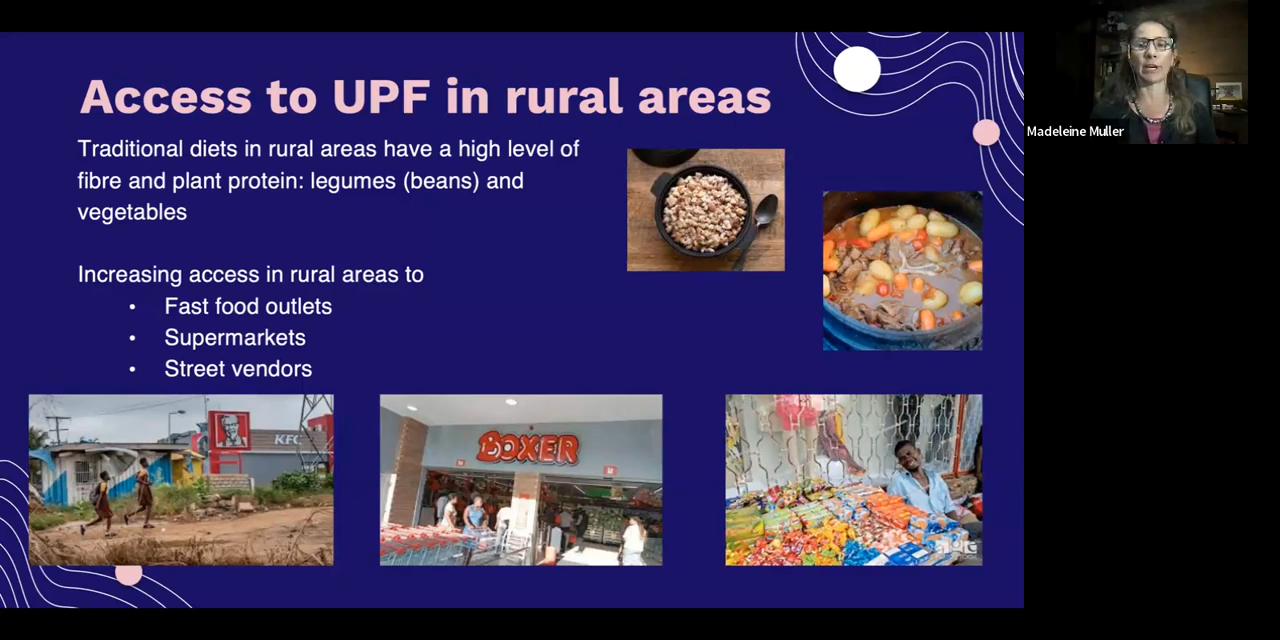 Access to UPF in rural areas
Traditional diets in rural areas have a high level of
fibre and plant protein: legumes (beans) and
vegetables
Increasing access in rural areas to
• Fast food outlets
• Supermarkets
• Street vendors
KFC
BOXER
Madeleine Muller